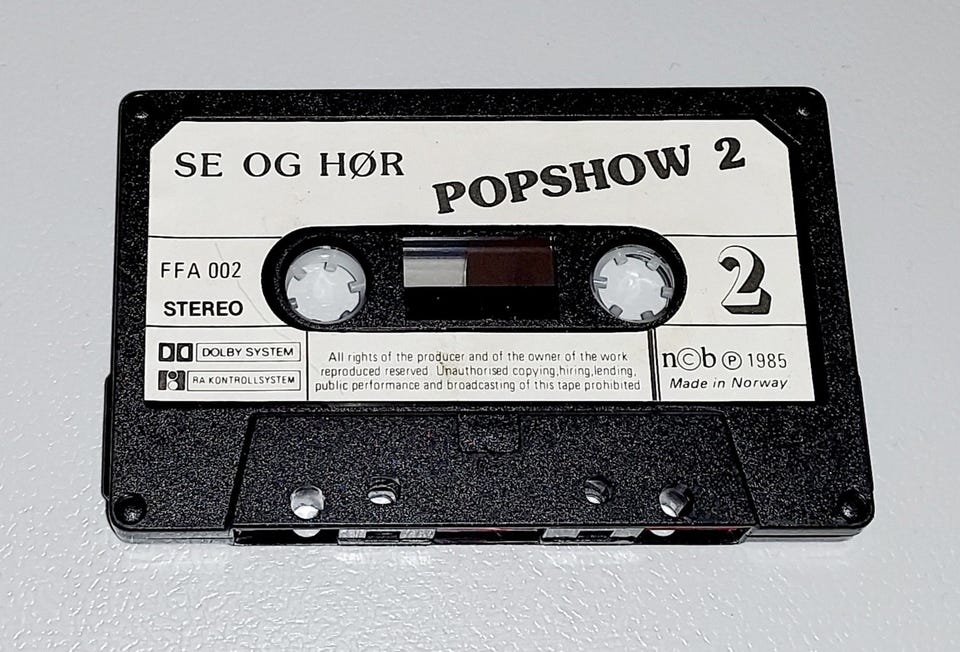 SE OG HØR
POPSHOW 2
FFA 002
STEREO
2
DOLBY SYSTEM
RA KONTROLLSYSTEM
All rights of the producer and of the owner of the work
reproduced reserved. Unauthorised copying,hiring,lending,
public performance and broadcasting of this tape prohibited
n©b ℗ 1985
Made in Norway